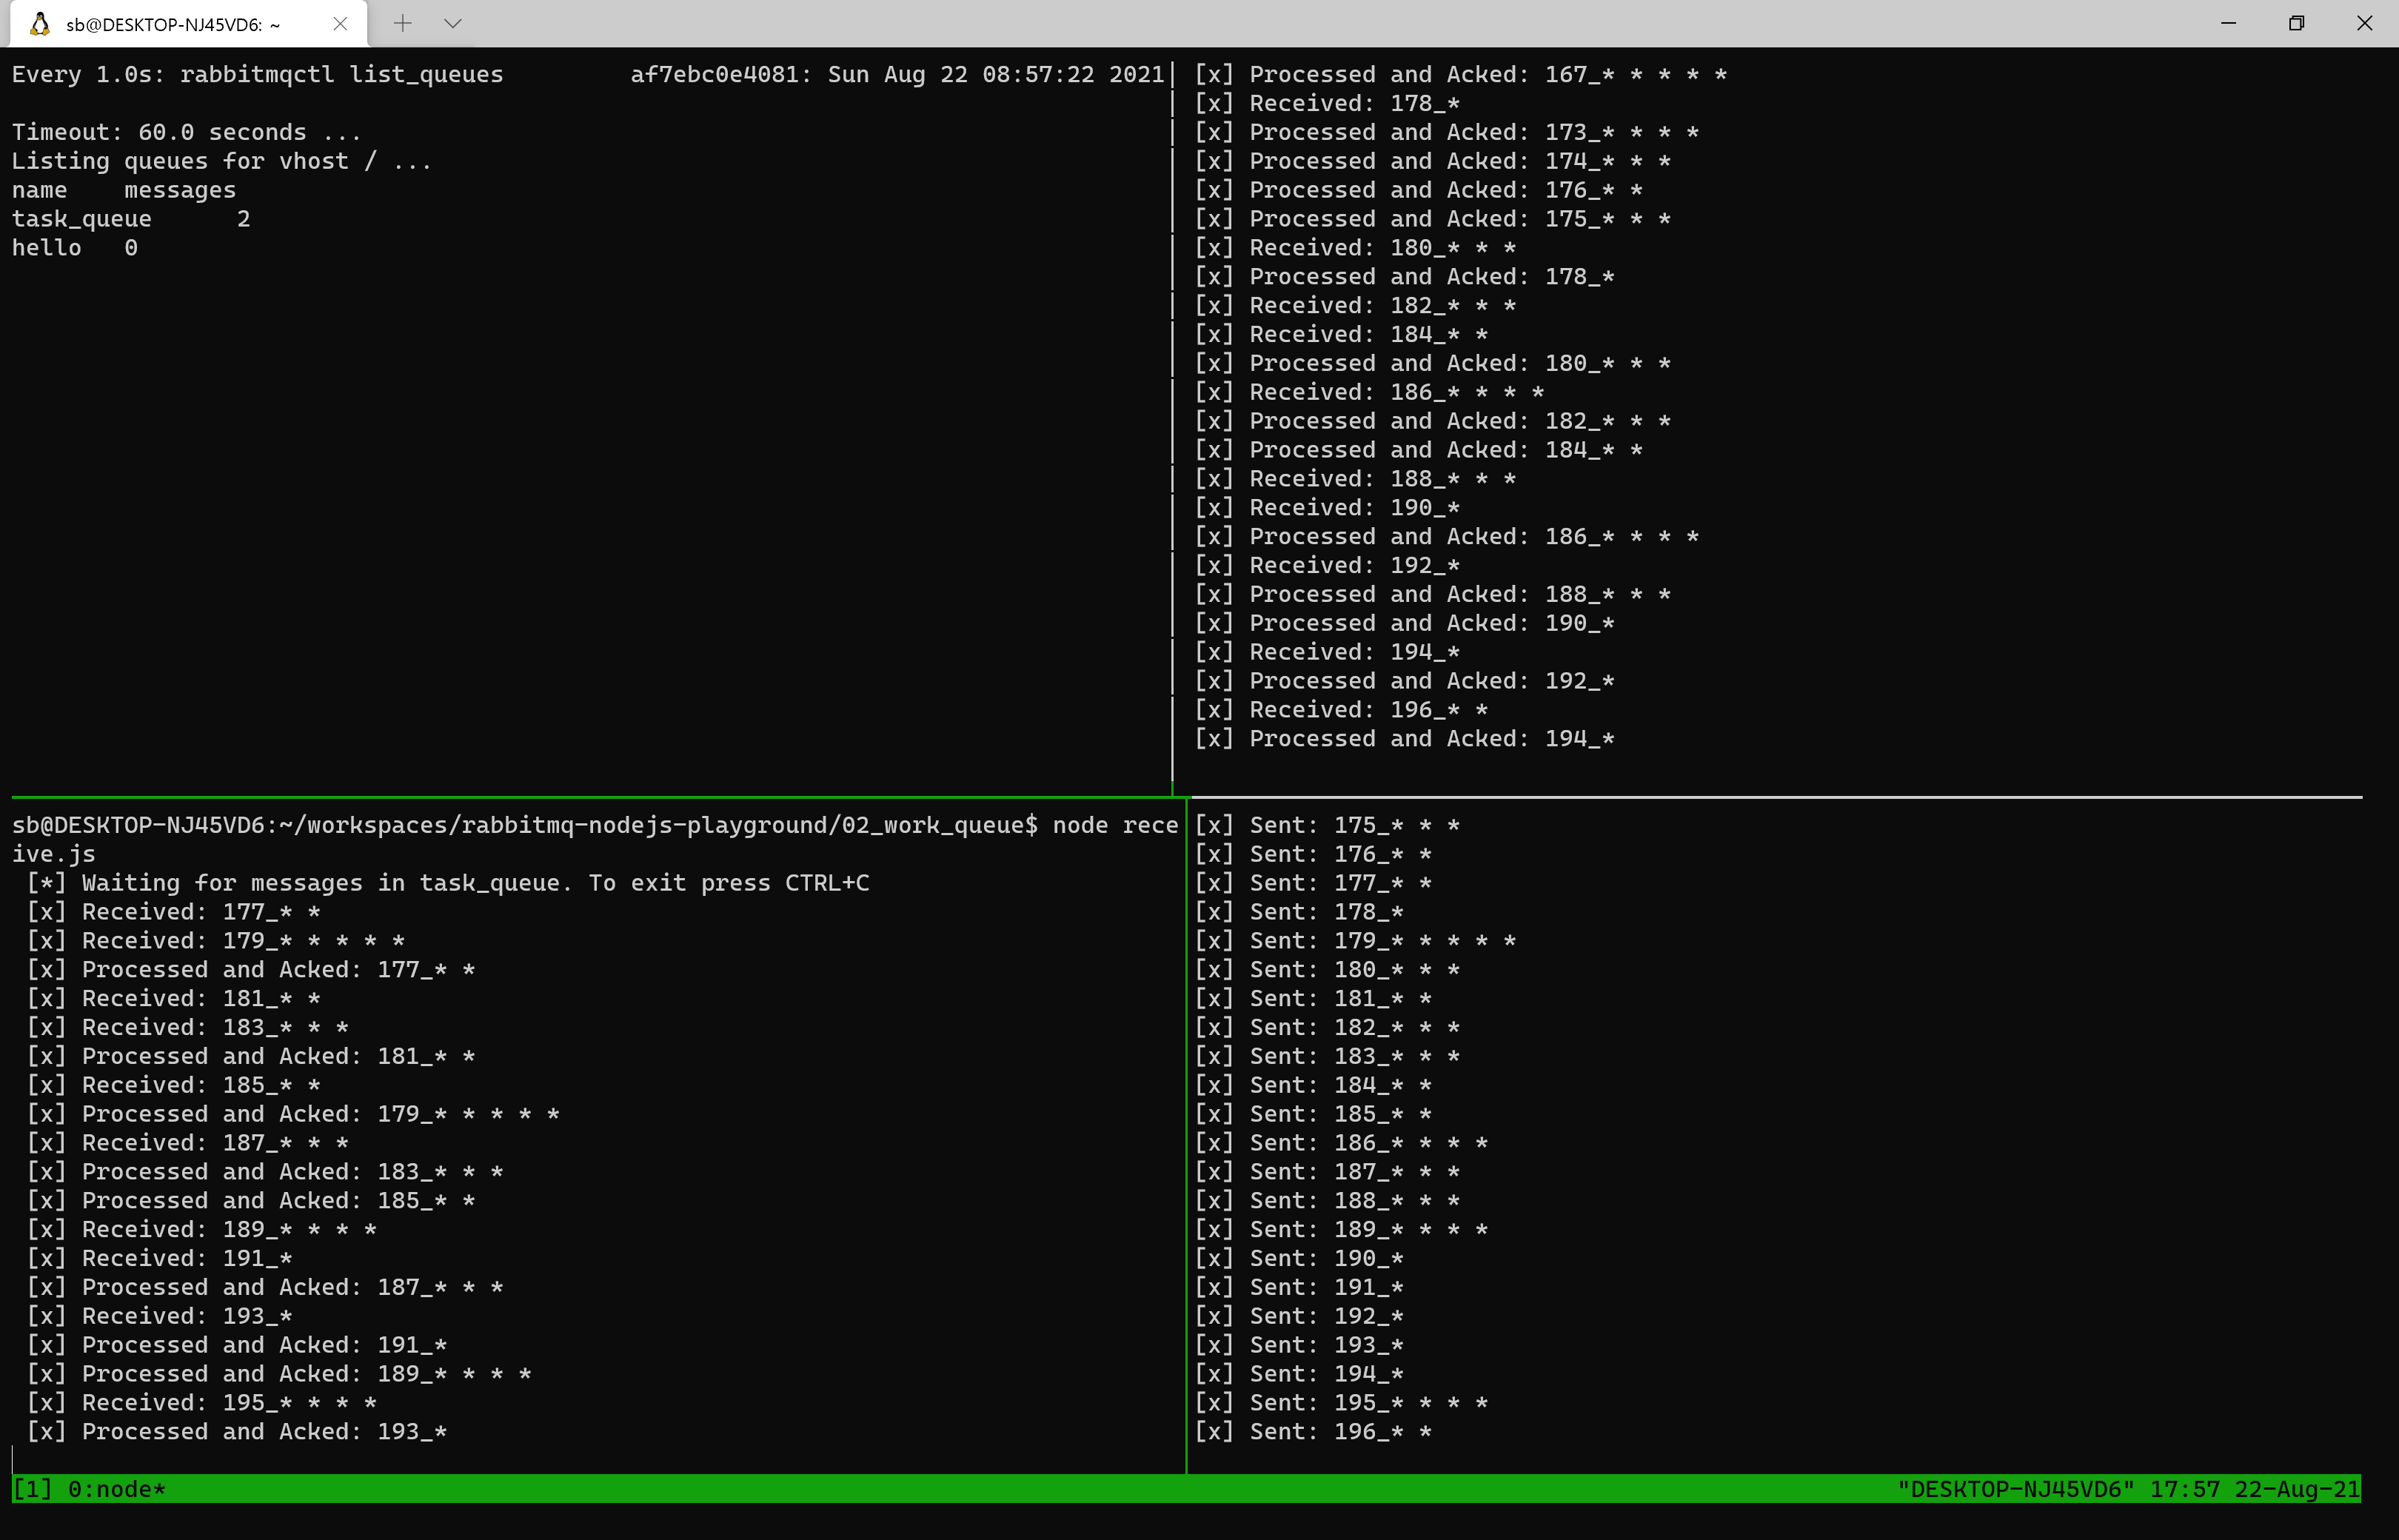 sb@DESKTOP-NJ45VD6: ~
Every 1.0s: rabbitmqctl list_queues         af7ebc0e4081: Sun Aug 22 08:57:22 2021
Timeout: 60.0 seconds ...
Listing queues for vhost / ...
name    messages
task_queue      2
hello   0
[x] Processed and Acked: 167_* * * * *
[x] Received: 178_*
[x] Processed and Acked: 173_* * * *
[x] Processed and Acked: 174_* * *
[x] Processed and Acked: 176_* *
[x] Processed and Acked: 175_* * *
[x] Received: 180_* * *
[x] Processed and Acked: 178_*
[x] Received: 182_* * *
[x] Received: 184_* *
[x] Processed and Acked: 180_* * *
[x] Received: 186_* * * *
[x] Processed and Acked: 182_* * *
[x] Processed and Acked: 184_* *
[x] Received: 188_* * *
[x] Received: 190_*
[x] Processed and Acked: 186_* * * *
[x] Received: 192_*
[x] Processed and Acked: 188_* * *
[x] Processed and Acked: 190_*
[x] Received: 194_*
[x] Processed and Acked: 192_*
[x] Received: 196_* *
[x] Processed and Acked: 194_*
sb@DESKTOP-NJ45VD6:~/workspaces/rabbitmq-nodejs-playground/02_work_queue$ node rece
ive.js
[*] Waiting for messages in task_queue. To exit press CTRL+C
[x] Received: 177_* *
[x] Received: 179_* * * * *
[x] Processed and Acked: 177_* *
[x] Received: 181_* *
[x] Received: 183_* * *
[x] Processed and Acked: 181_* *
[x] Received: 185_* *
[x] Processed and Acked: 179_* * * * *
[x] Received: 187_* * *
[x] Processed and Acked: 183_* * *
[x] Processed and Acked: 185_* *
[x] Received: 189_* * * *
[x] Received: 191_*
[x] Processed and Acked: 187_* * *
[x] Received: 193_*
[x] Processed and Acked: 191_*
[x] Processed and Acked: 189_* * * *
[x] Received: 195_* * * *
[x] Processed and Acked: 193_*
[x] Sent: 175_* * *
[x] Sent: 176_* *
[x] Sent: 177_* *
[x] Sent: 178_*
[x] Sent: 179_* * * * *
[x] Sent: 180_* * *
[x] Sent: 181_* *
[x] Sent: 182_* * *
[x] Sent: 183_* * *
[x] Sent: 184_* *
[x] Sent: 185_* *
[x] Sent: 186_* * * *
[x] Sent: 187_* * *
[x] Sent: 188_* * *
[x] Sent: 189_* * * *
[x] Sent: 190_*
[x] Sent: 191_*
[x] Sent: 192_*
[x] Sent: 193_*
[x] Sent: 194_*
[x] Sent: 195_* * * *
[x] Sent: 196_* *
[1] 0:node*                    "DESKTOP-NJ45VD6" 17:57 22-Aug-21